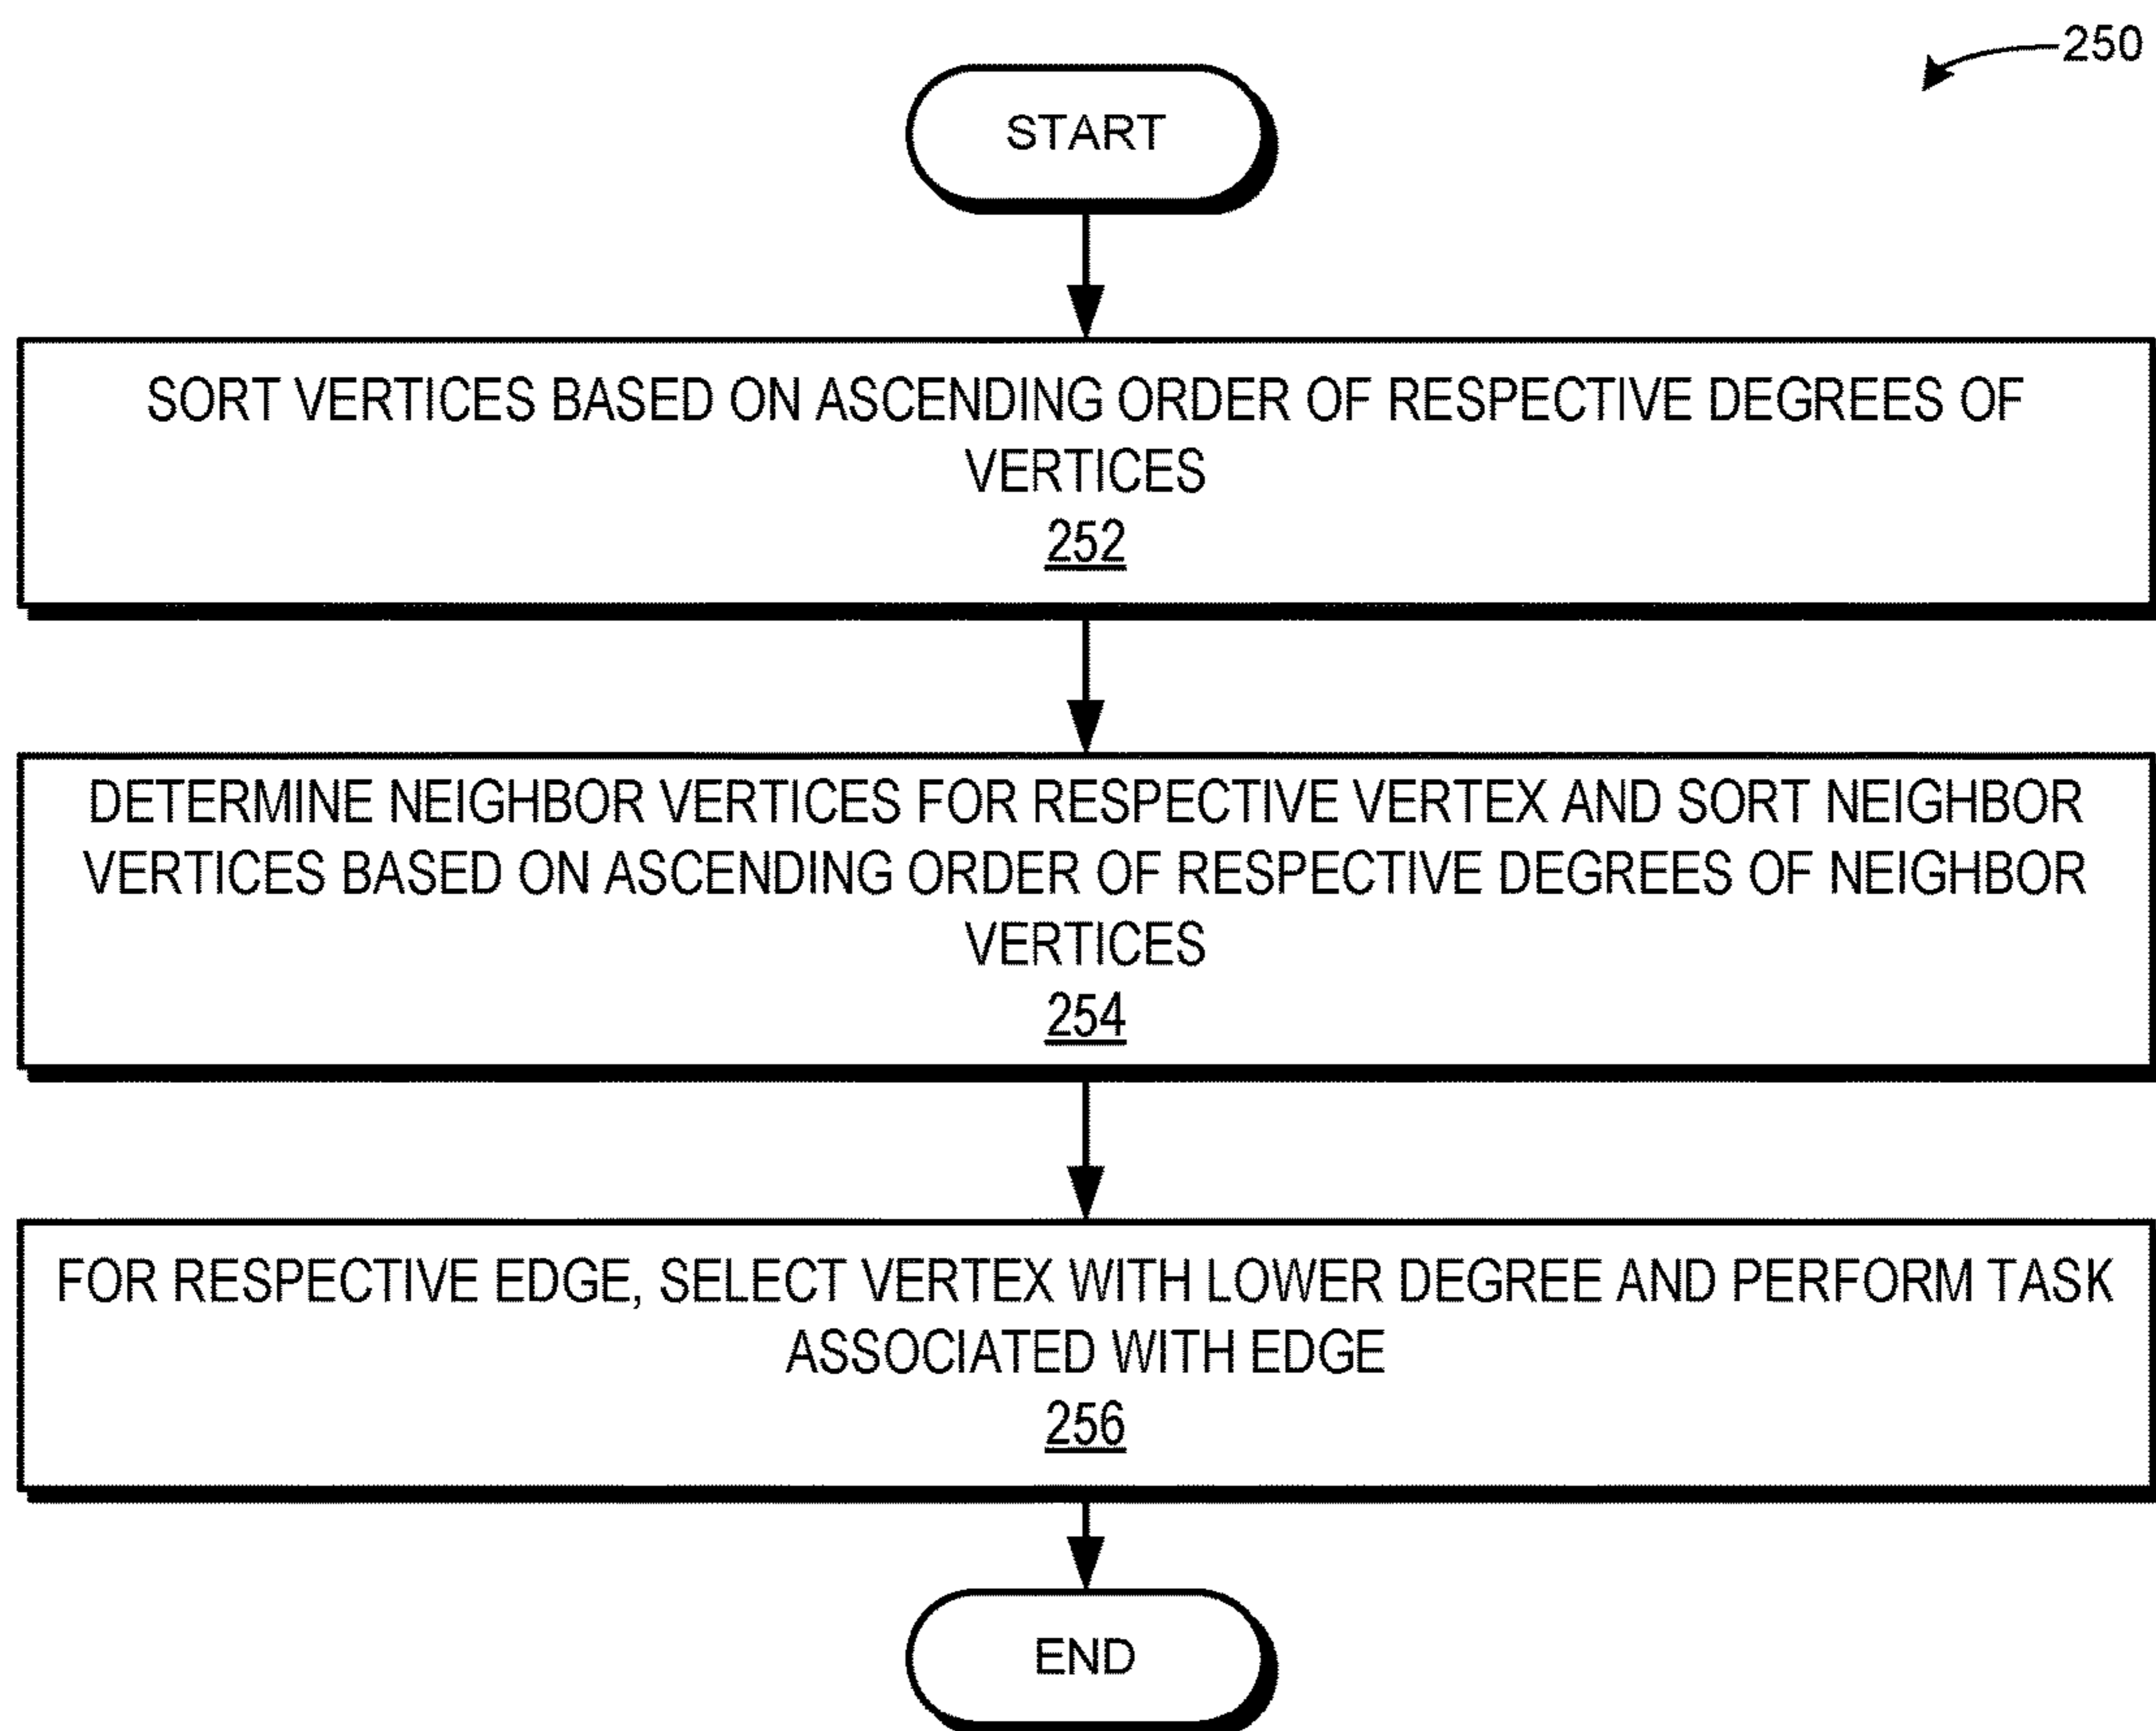 250
START
SORT VERTICES BASED ON ASCENDING ORDER OF RESPECTIVE DEGREES OF
VERTICES
252
DETERMINE NEIGHBOR VERTICES FOR RESPECTIVE VERTEX AND SORT NEIGHBOR
VERTICES BASED ON ASCENDING ORDER OF RESPECTIVE DEGREES OF NEIGHBOR
VERTICES
254
FOR RESPECTIVE EDGE, SELECT VERTEX WITH LOWER DEGREE AND PERFORM TASK
ASSOCIATED WITH EDGE
256
END